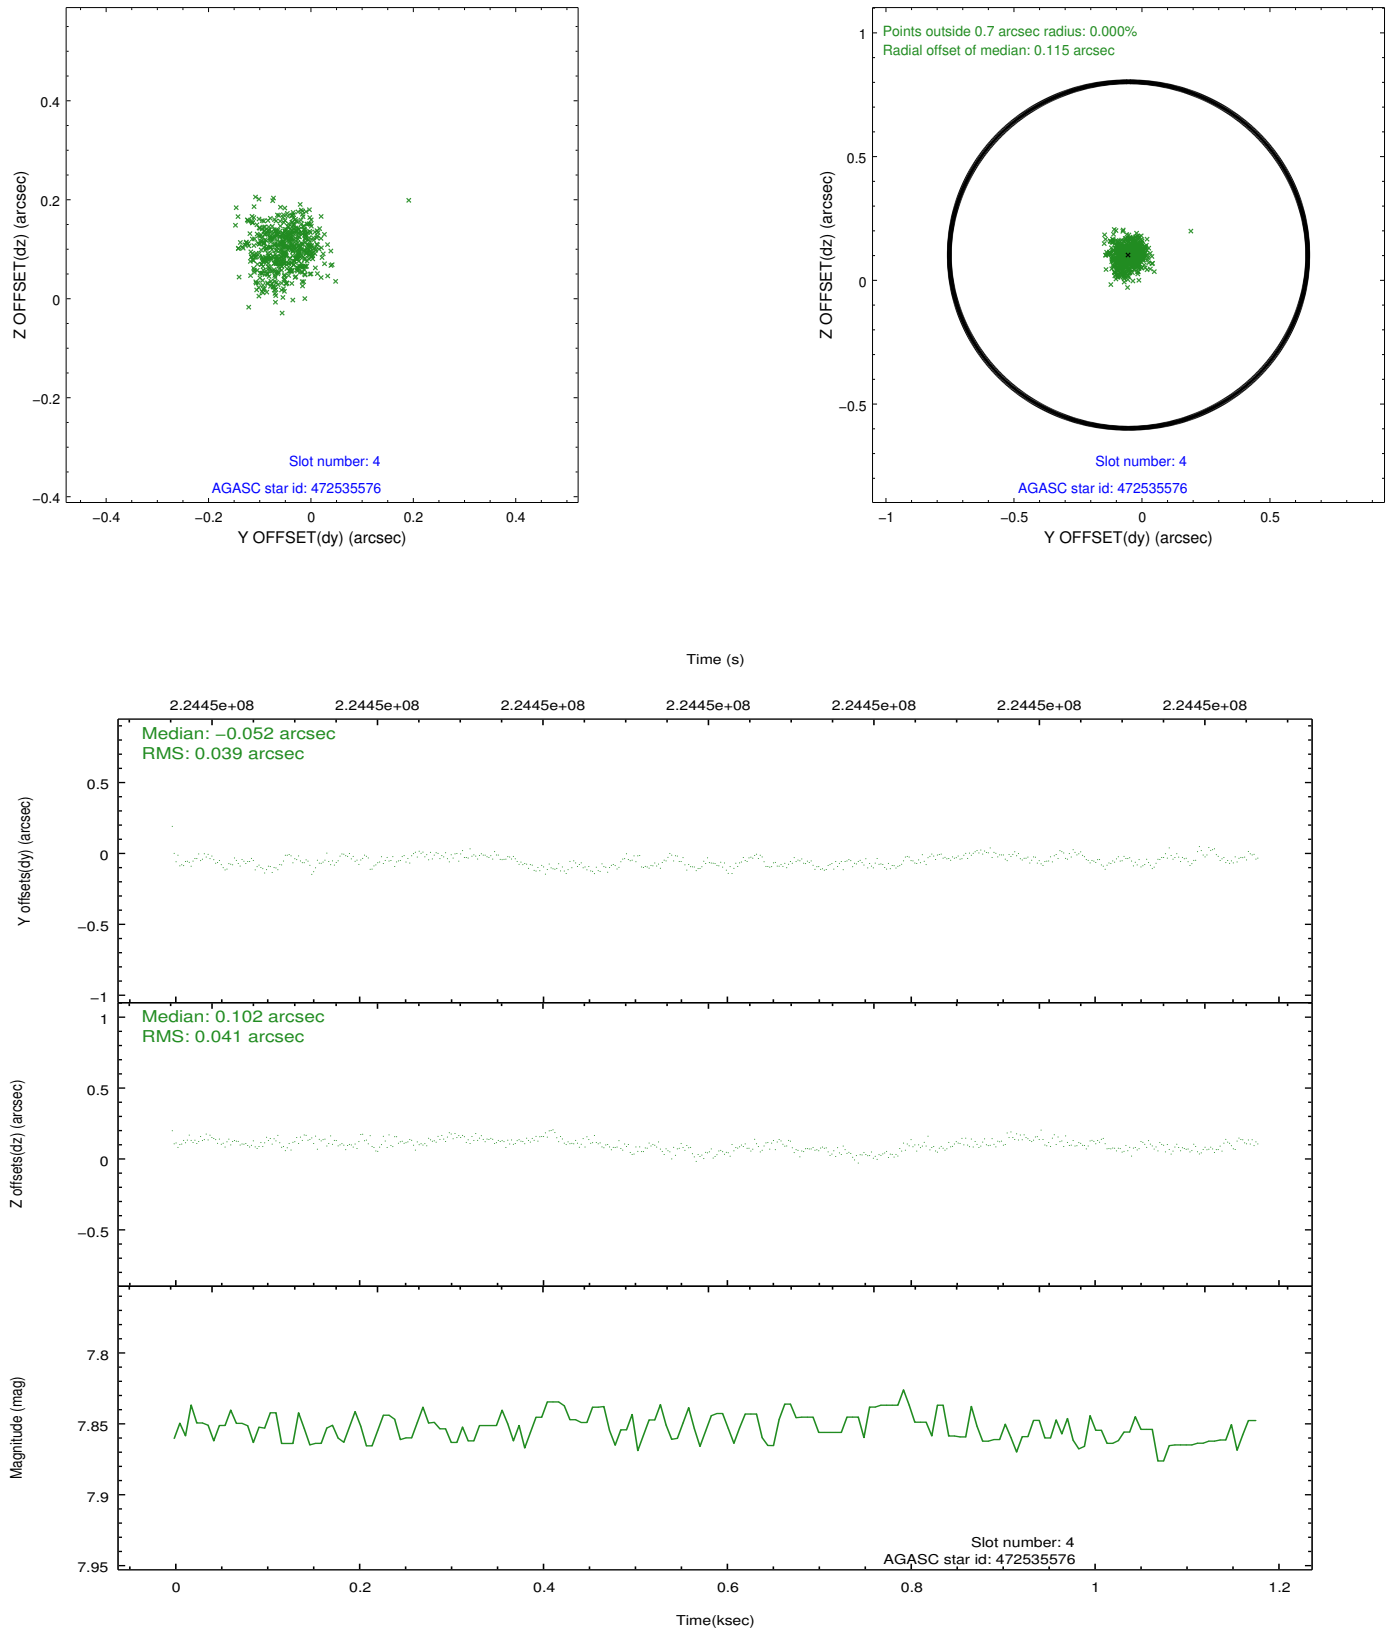 0.4
0.2
0
−0.2
−0.4
−0.4
−0.2
0
0.2
0.4
Z OFFSET(dz) (arcsec)
Y OFFSET(dy) (arcsec)
Slot number: 4
AGASC star id: 472535576
Points outside 0.7 arcsec radius: 0.000%
Radial offset of median: 0.115 arcsec
1
0.5
0
−0.5
−1
−0.5
0
0.5
Z OFFSET(dz) (arcsec)
Y OFFSET(dy) (arcsec)
Slot number: 4
AGASC star id: 472535576
Time (s)
2.2445e+08 2.2445e+08 2.2445e+08 2.2445e+08 2.2445e+08 2.2445e+08 2.2445e+08
Median: −0.052 arcsec
RMS: 0.039 arcsec
0.5
0
−0.5
−1
Y offsets(dy) (arcsec)
Median: 0.102 arcsec
RMS: 0.041 arcsec
1
0.5
0
−0.5
Z offsets(dz) (arcsec)
7.8
7.85
7.9
7.95
Magnitude (mag)
Slot number: 4
AGASC star id: 472535576
0 0.2 0.4 0.6 0.8 1 1.2
Time(ksec)